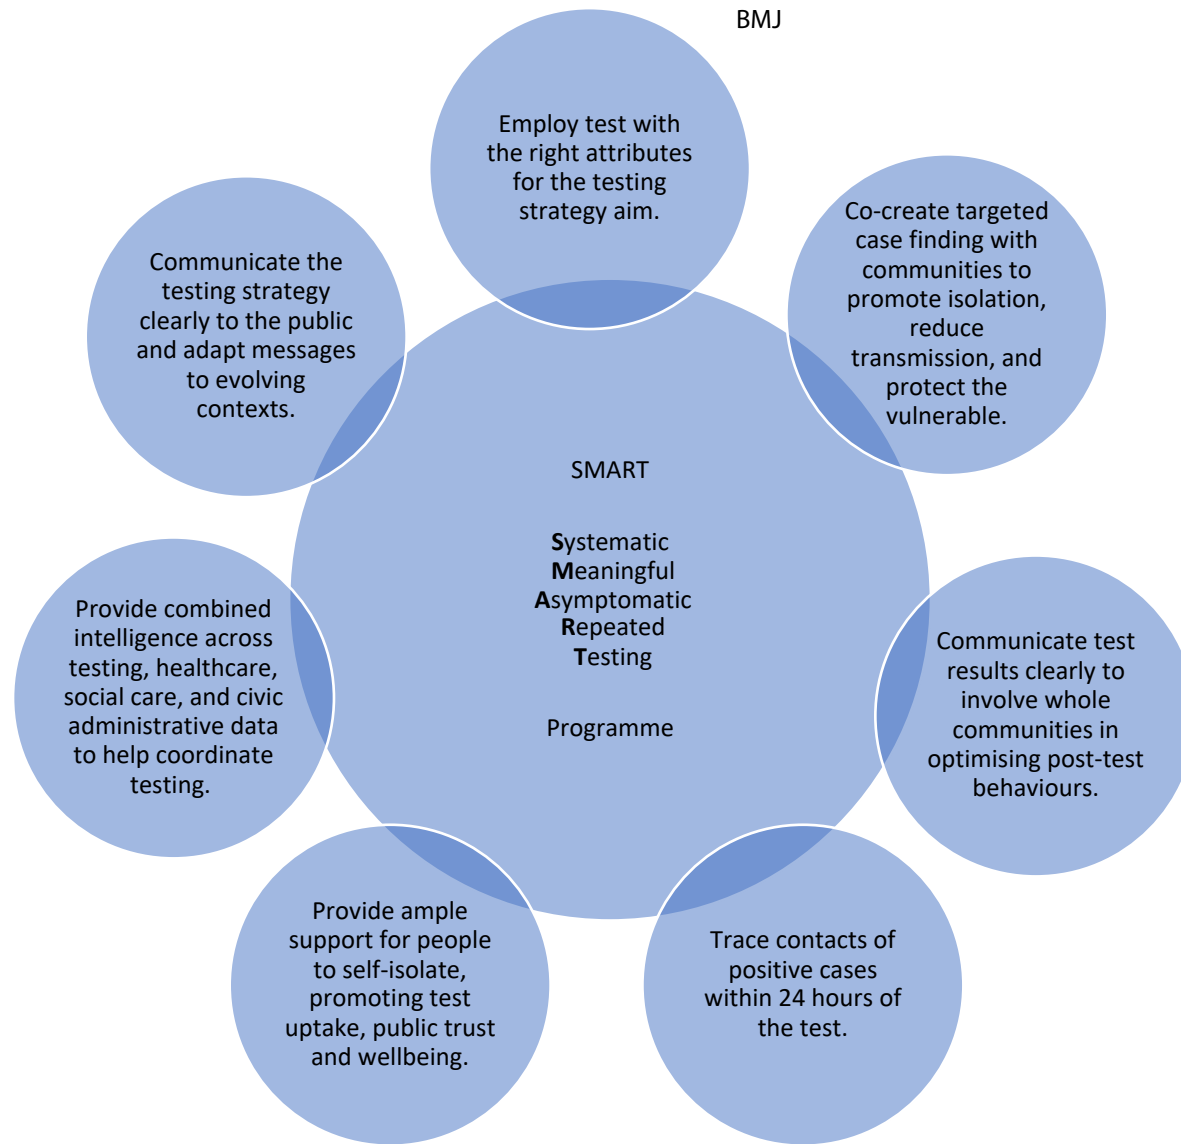 BMJ
Employ test with
the right attributes
for the testing
strategy aim.
Co-create targeted
case finding with
communities to
promote isolation,
reduce
transmission, and
protect the
vulnerable.
Communicate test
results clearly to
involve whole
communities in
optimising post-test
behaviours.
Trace contacts of
positive cases
within 24 hours of
the test.
Provide ample
support for people
to self-isolate,
promoting test
uptake, public trust
and wellbeing.
Provide combined
intelligence across
testing, healthcare,
social care, and civic
administrative data
to help coordinate
testing.
Communicate the
testing strategy
clearly to the public
and adapt messages
to evolving
contexts.
SMART
Systematic
Meaningful
Asymptomatic
Repeated
Testing
Programme